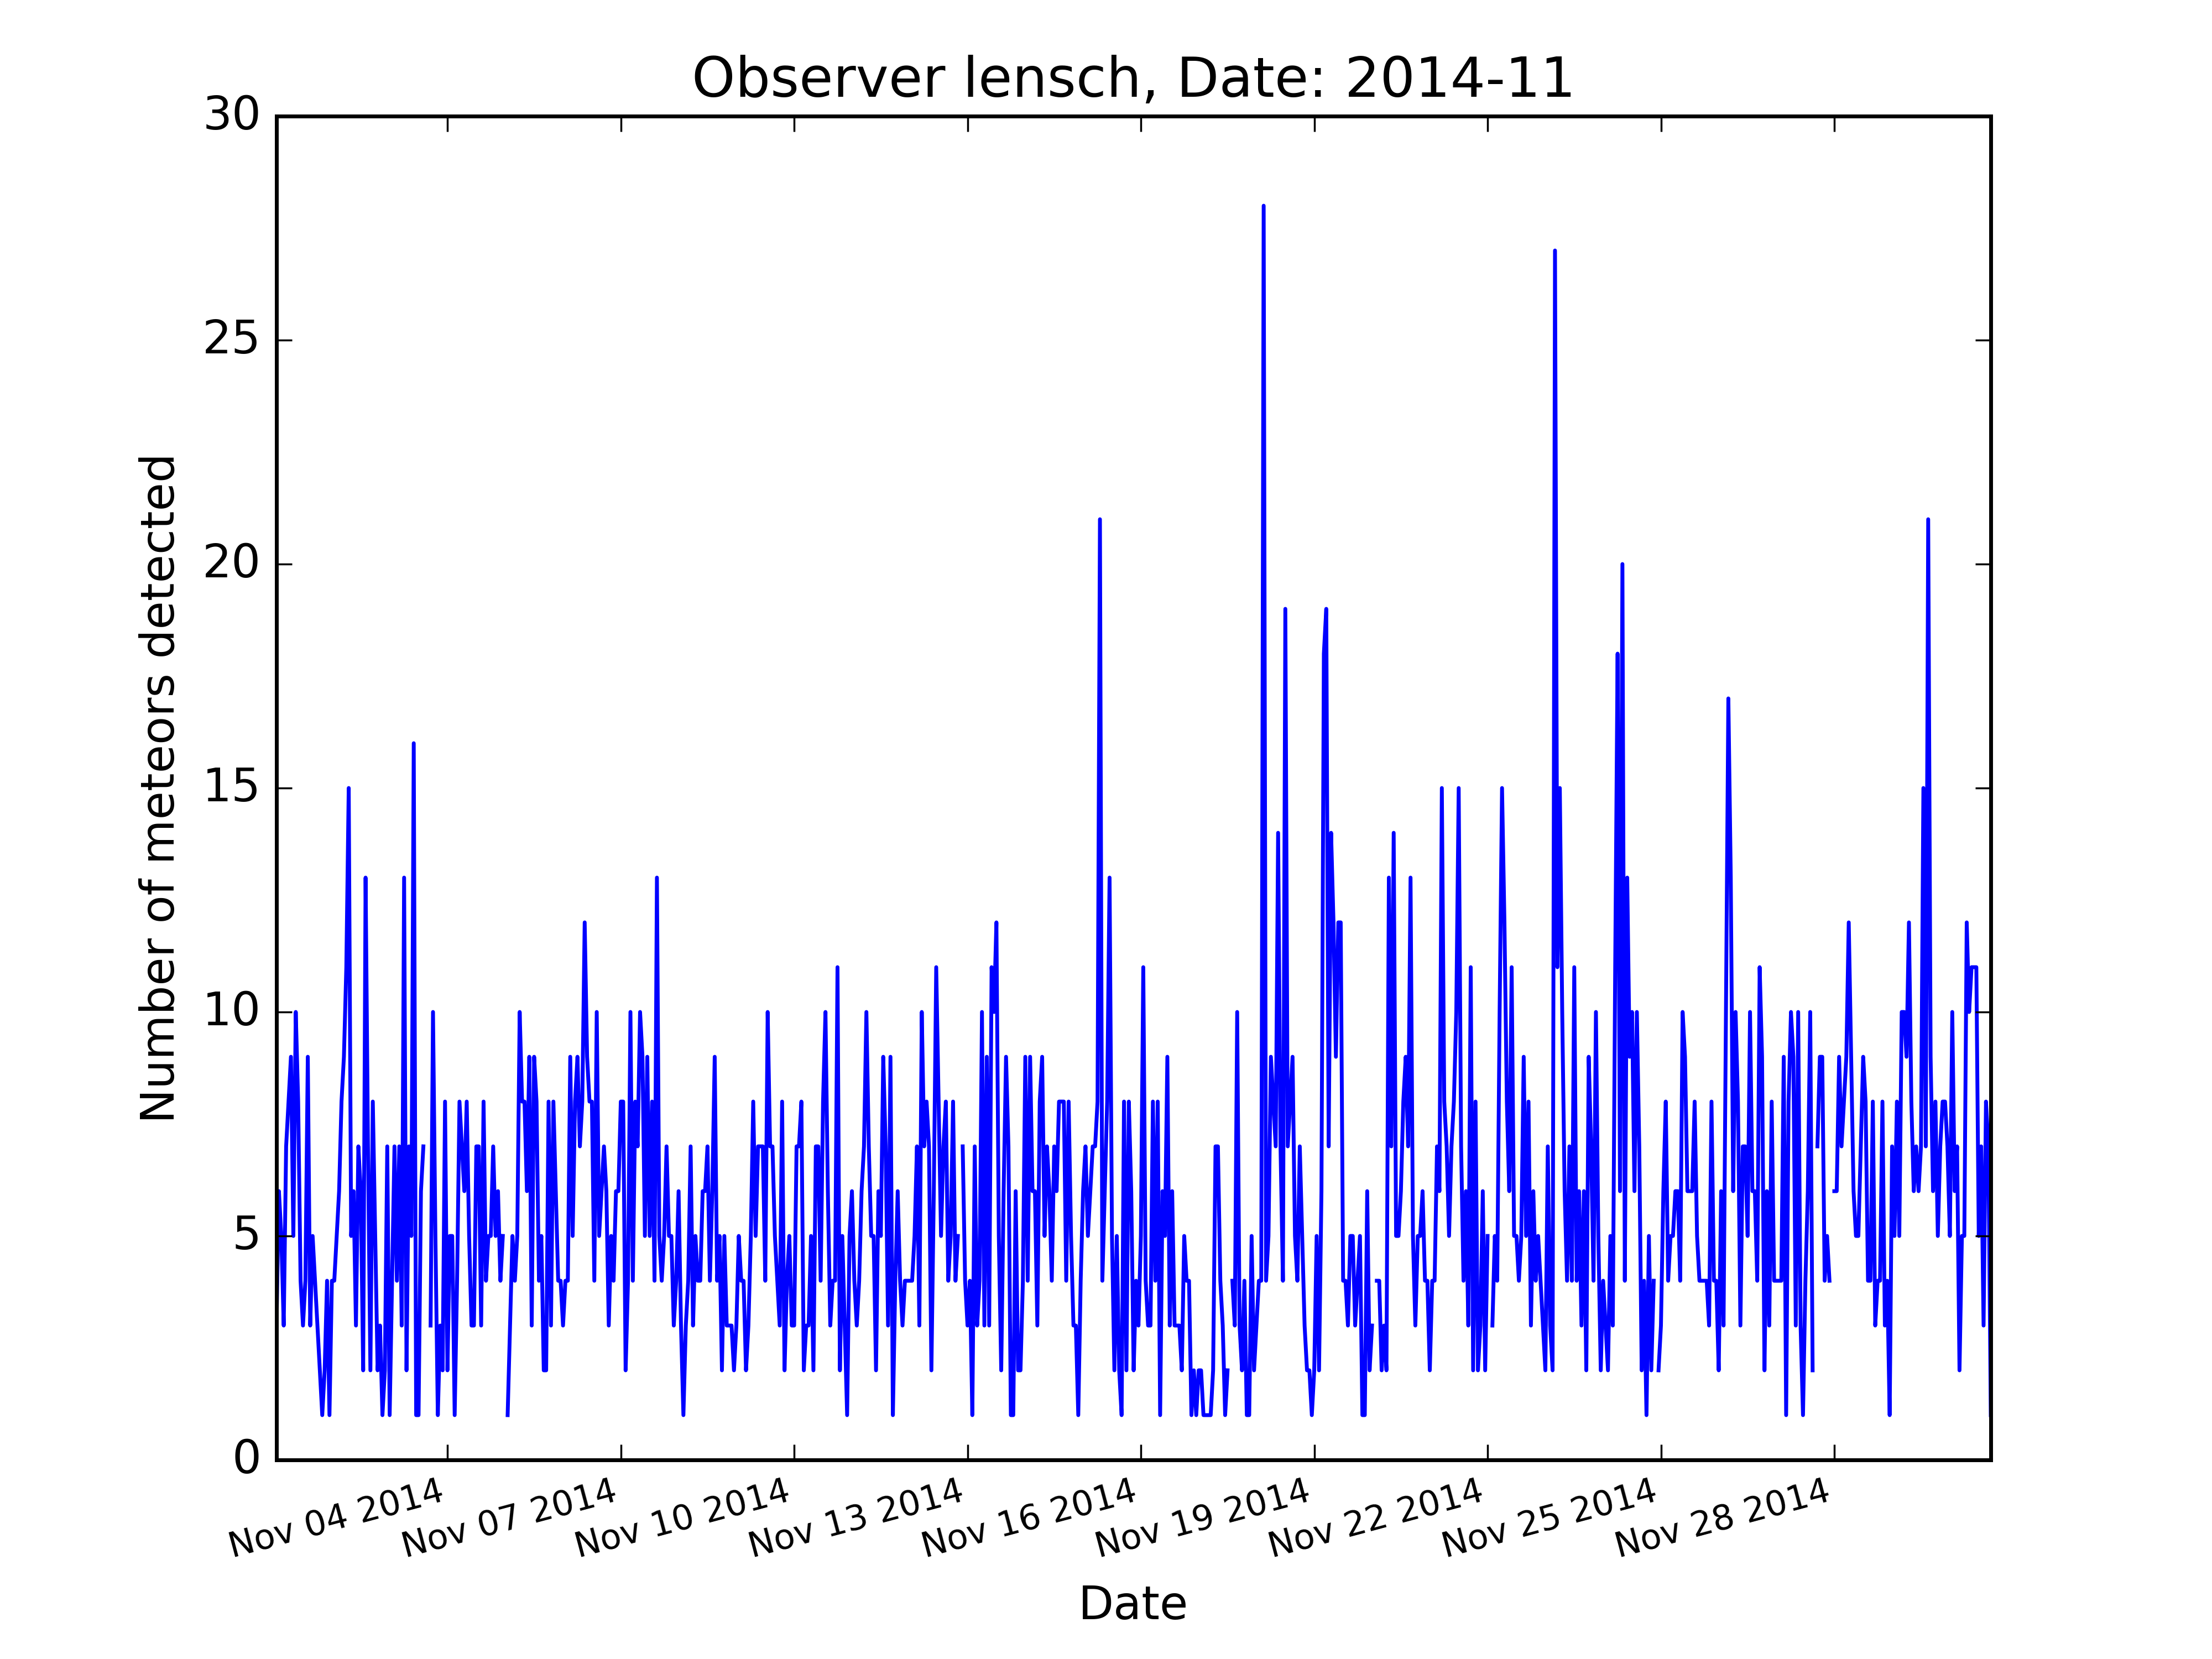 Observer lensch, Date: 2014-11
30
25
20
15
10
5
0
Number of meteors detected
Nov 04 2014
Nov 07 2014
Nov 10 2014
Nov 13 2014
Nov 16 2014
Nov 19 2014
Nov 22 2014
Nov 25 2014
Nov 28 2014
Date